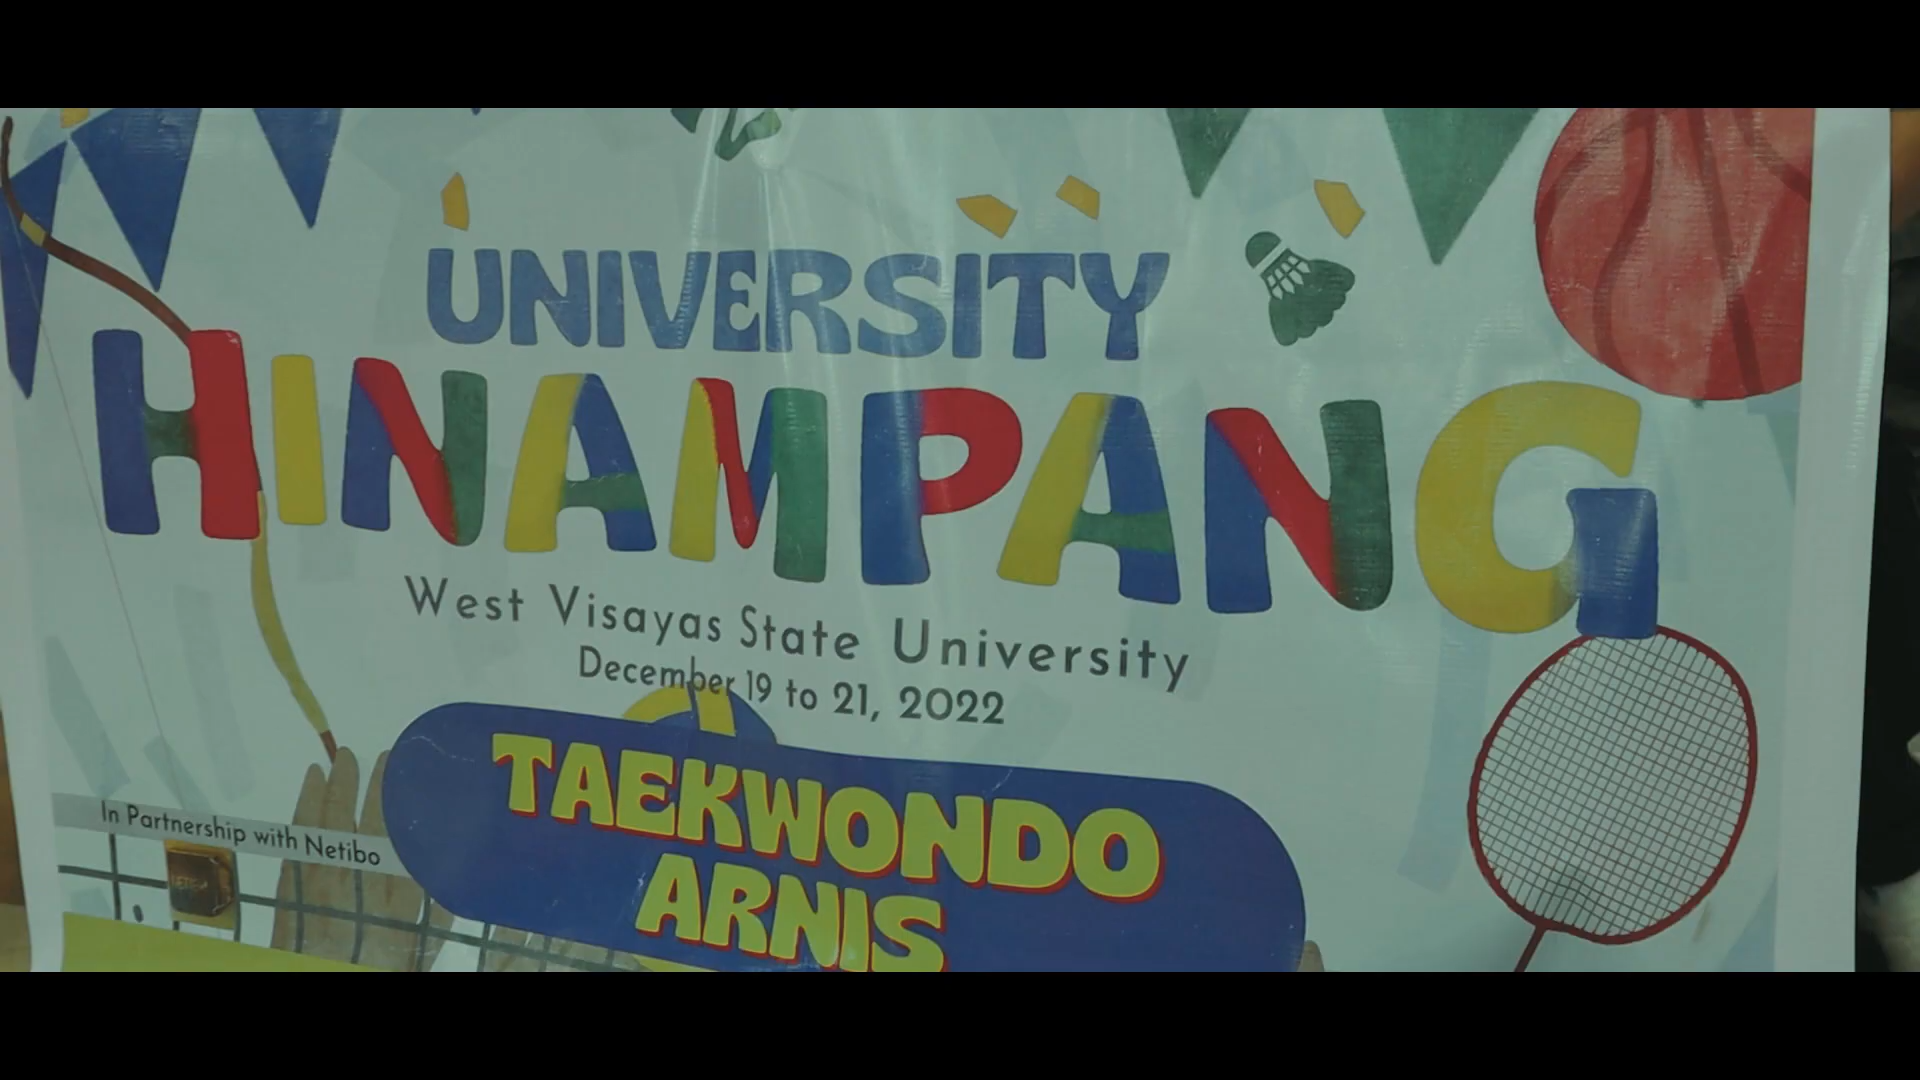 UNIVERSITY
HINAMPANG
West Visayas State University
December 19 to 21, 2022
TAEKWONDO
ARNIS
In Partnership with Netibo